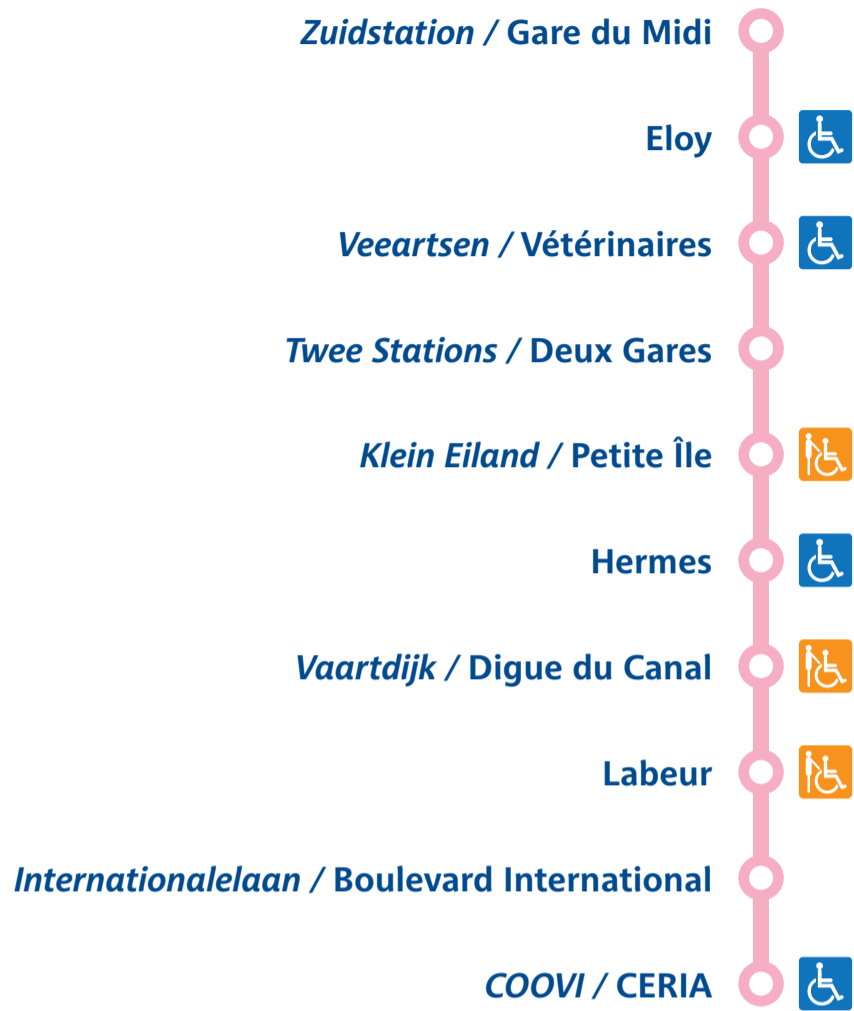 Zuidstation / Gare du Midi
Eloy
Veeartsen / Vétérinaires
Twee Stations / Deux Gares
Klein Eiland / Petite Île
Hermes
Vaartdijk / Digue du Canal
Labeur
Internationalelaan / Boulevard International
COOVI / CERIA